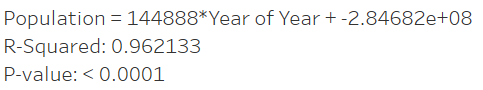 Population = 144888*Year of Year + -2.84682e+08
R-Squared: 0.962133
P-value: < 0.0001